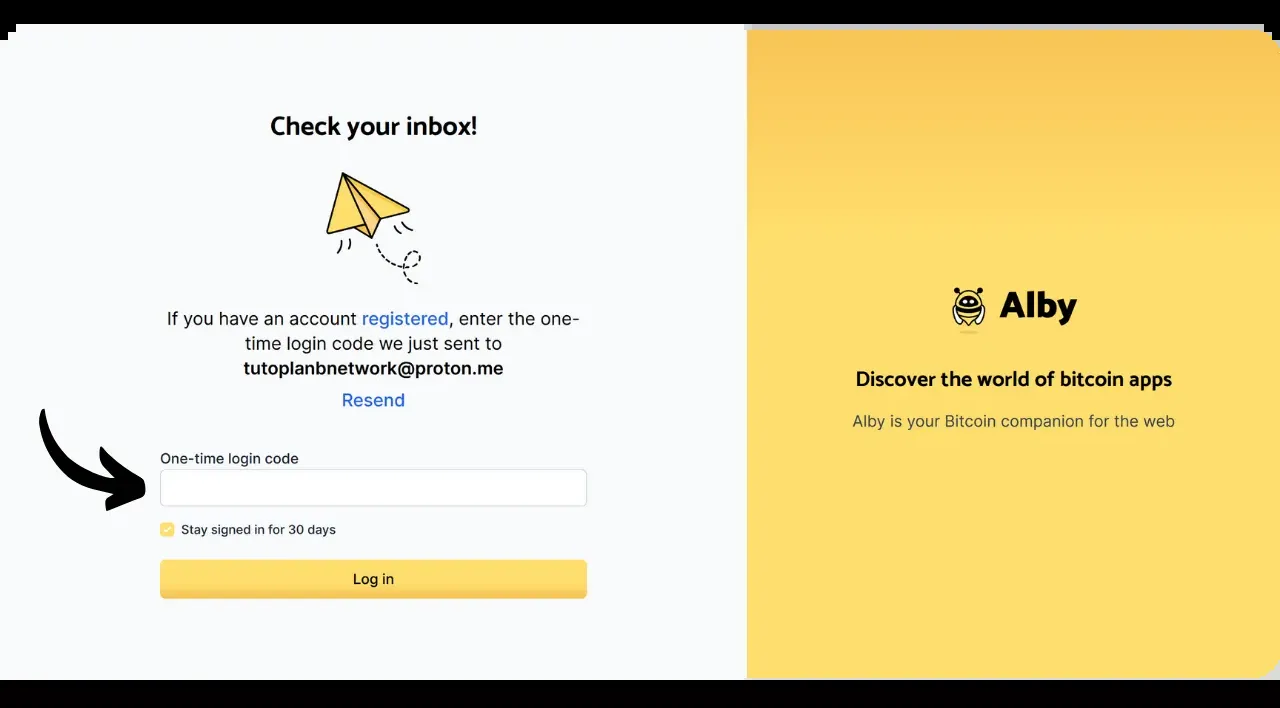 Check your inbox!
If you have an account registered, enter the one-
time login code we just sent to
tutoplanbnetwork@proton.me
Resend
One-time login code
Stay signed in for 30 days
Log in
Alby
Discover the world of bitcoin apps
Alby is your Bitcoin companion for the web